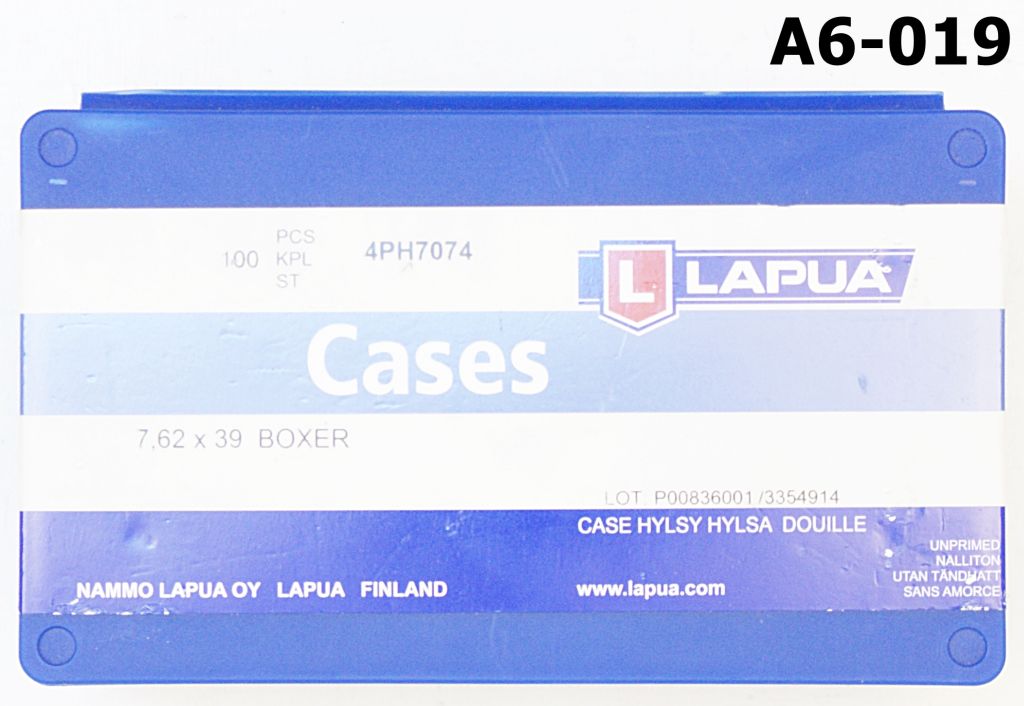 A6-019
100 PCS
KPL
ST
4PH7074
L LAPUA
Cases
7,62 x 39 BOXER
LOT. P00836001/3354914
CASE HYLSY HYLSA DOUILLE
UNPRIMED
NALLITON
UTAN TÄNDHATT
SANS AMORCE
NAMMO LAPUA OY LAPUA FINLAND
www.lapua.com